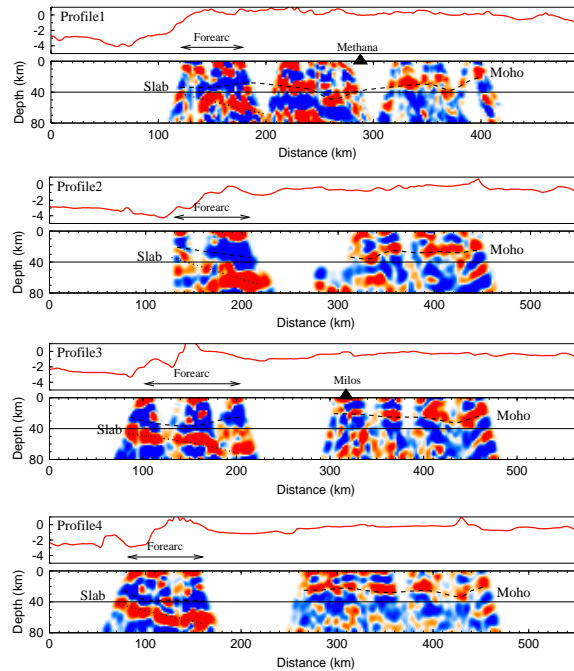 Profile1
Forearc
0
-2
-4
Methana
Slab
Moho
0
40
80
Depth (km)
0 100 200 300 400
Distance (km)
Profile2
Forearc
0
-2
-4
Slab
Moho
0
40
80
Depth (km)
0 100 200 300 400 500
Distance (km)
Profile3
Forearc
0
-2
-4
Milos
Slab
Moho
0
40
80
Depth (km)
0 100 200 300 400 500
Distance (km)
Profile4
Forearc
0
-2
-4
Slab
Moho
0
40
80
Depth (km)
0 100 200 300 400 500
Distance (km)